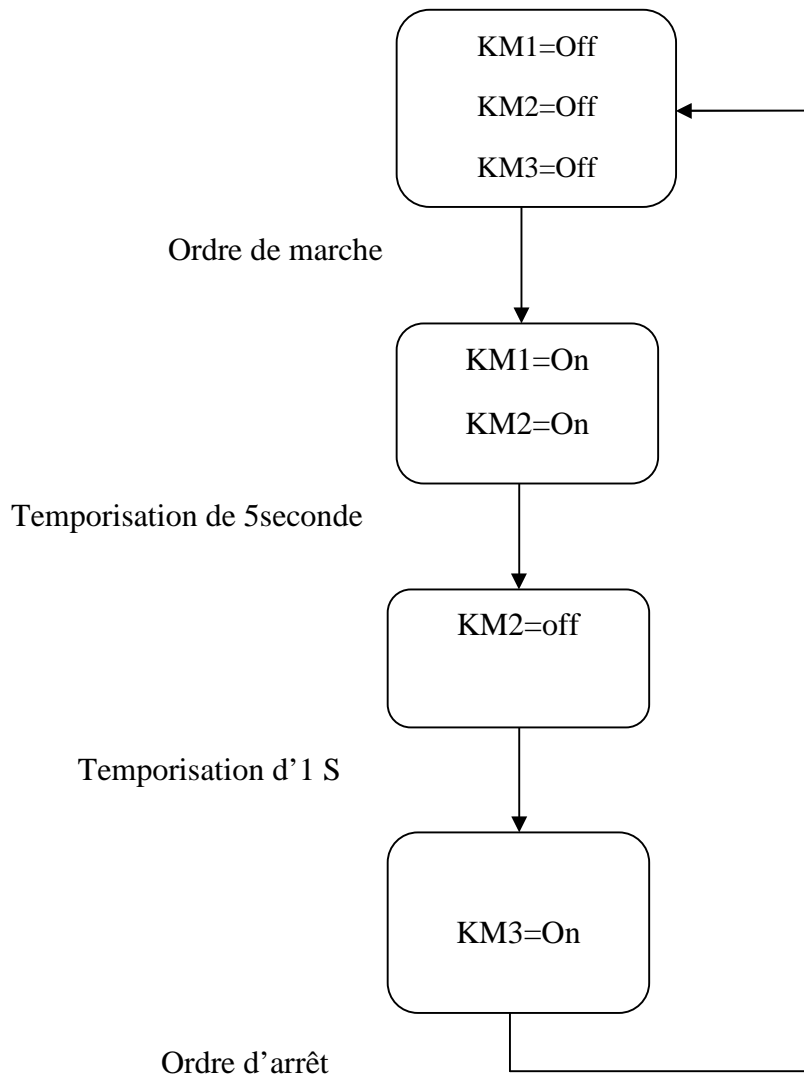 KM1=Off
KM2=Off
KM3=Off
Ordre de marche
KM1=On
KM2=On
Temporisation de 5seconde
KM2=off
Temporisation d’1 S
KM3=On
Ordre d’arrêt